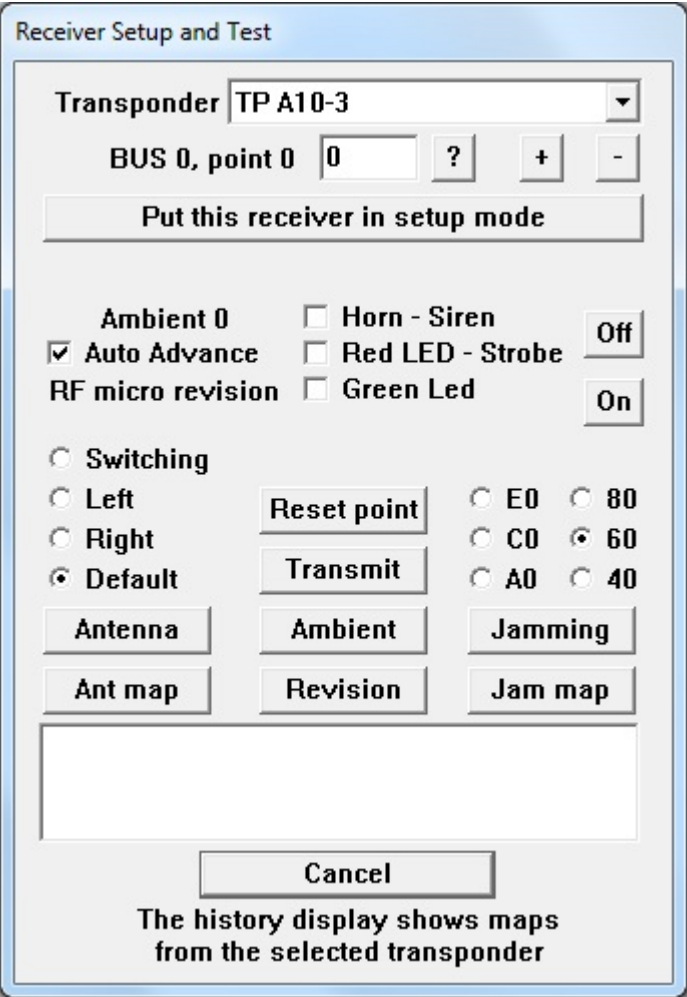 Receiver Setup and Test
Transponder TP A10-3
BUS 0, point 0 0 ? + -
Put this receiver in setup mode
Ambient 0 Horn - Siren Off
Auto Advance Red LED - Strobe
RF micro revision Green Led On
Switching
Left Reset point E0 80
Right C0 60
Default Transmit A0 40
Antenna Ambient Jamming
Ant map Revision Jam map
Cancel
The history display shows maps
from the selected transponder